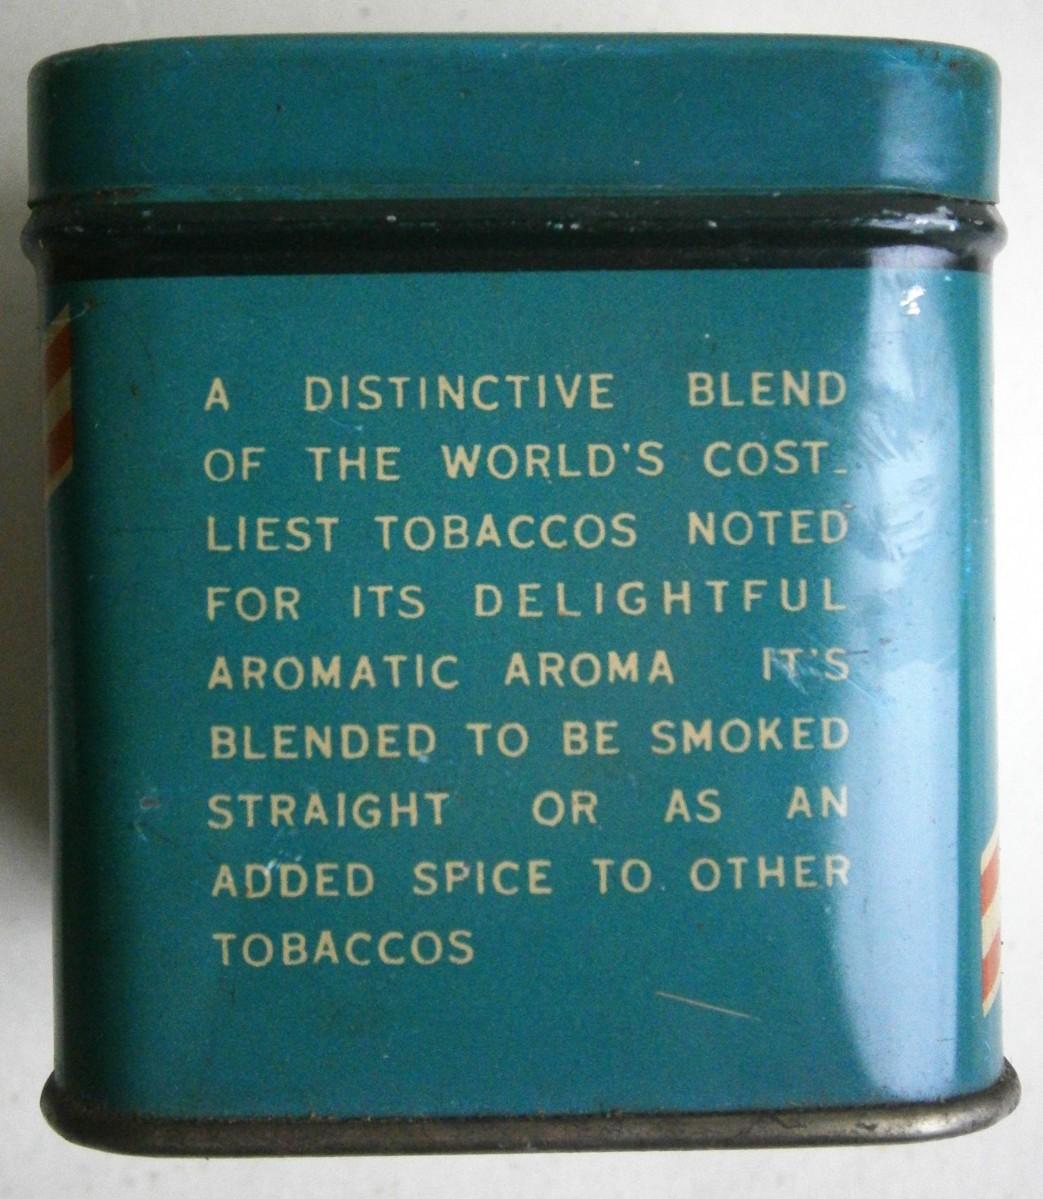 A DISTINCTIVE BLEND
OF THE WORLD'S COST-
LIEST TOBACCOS NOTED
FOR ITS DELIGHTFUL
AROMATIC AROMA IT'S
BLENDED TO BE SMOKED
STRAIGHT OR AS AN
ADDED SPICE TO OTHER
TOBACCOS